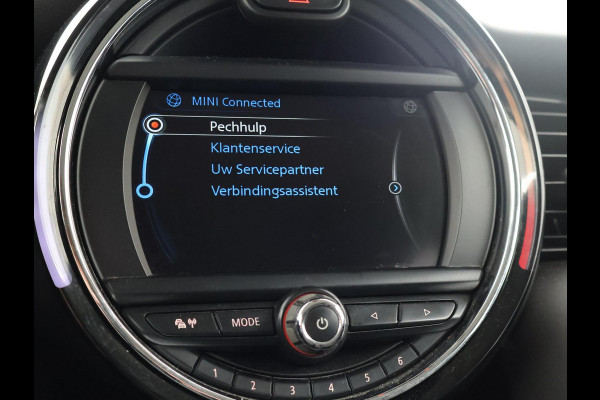 MINI Connected
Pechhulp
Klantenservice
Uw Servicepartner
Verbindingsassistent
MODE
1 2 3 4 5 6